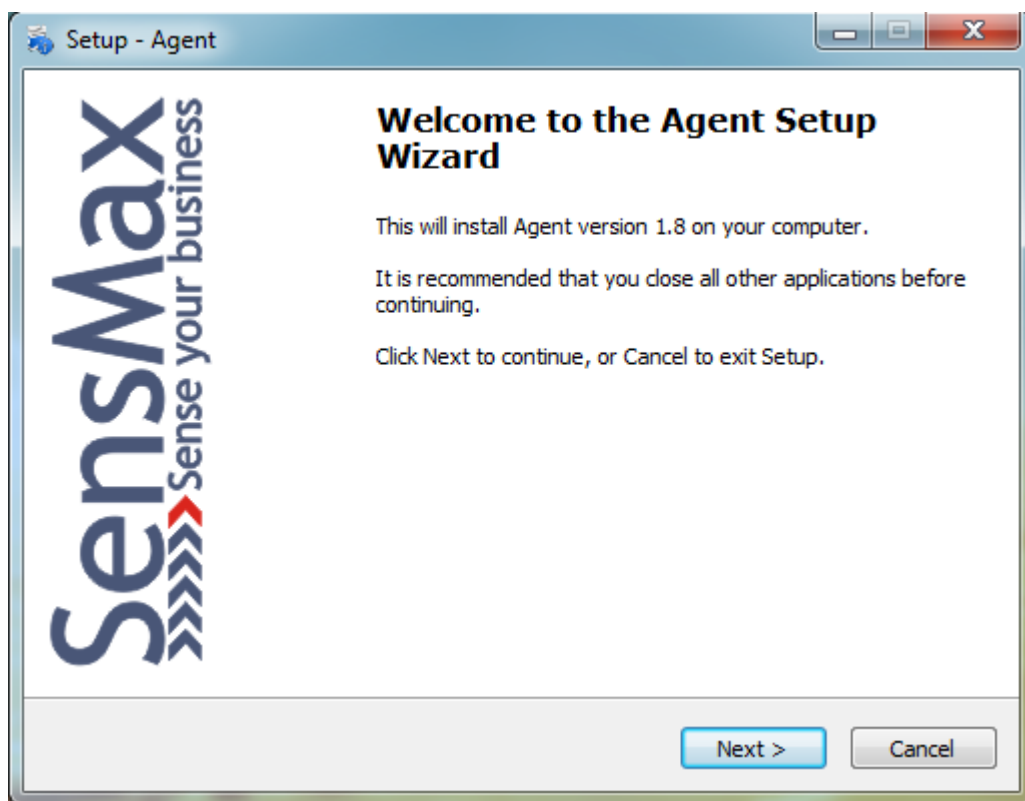 Setup - Agent
SensMax
Sense your business
Welcome to the Agent Setup
Wizard
This will install Agent version 1.8 on your computer.
It is recommended that you close all other applications before
continuing.
Click Next to continue, or Cancel to exit Setup.
Next >
Cancel